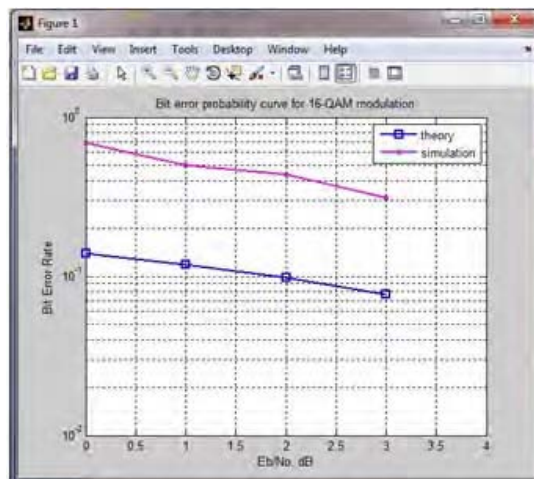 Figure 1
File Edit View Insert Tools Desktop Window Help
Bit error probability curve for 16-QAM modulation
10^0
theory
simulation
Bit Error Rate
10^-1
10^-2
0 0.5 1 1.5 2 2.5 3 3.5 4
Eb/No, dB